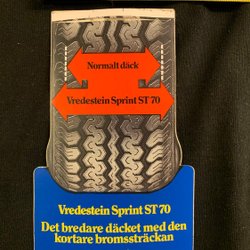 Normalt däck
Vredestein Sprint ST 70
Vredestein Sprint ST 70
Det bredare däcket med den
kortare bromssträckan